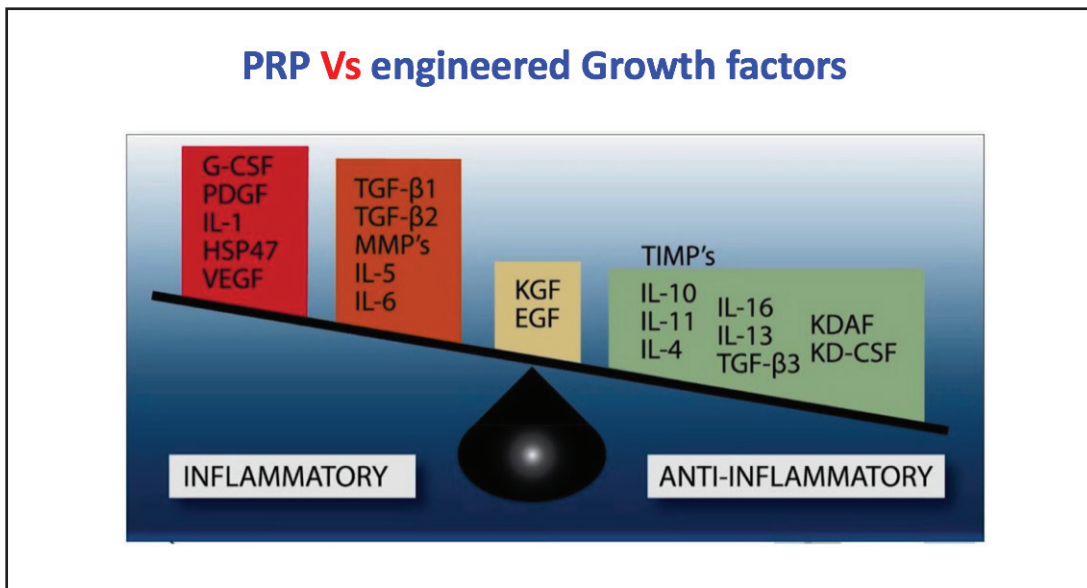 PRP Vs engineered Growth factors
G-CSF
PDGF
IL-1
HSP47
VEGF
TGF-β1
TGF-β2
MMP's
IL-5
IL-6
KGF
EGF
TIMP's
IL-10
IL-11
IL-4
IL-16
IL-13
TGF-β3
KDAF
KD-CSF
INFLAMMATORY
ANTI-INFLAMMATORY